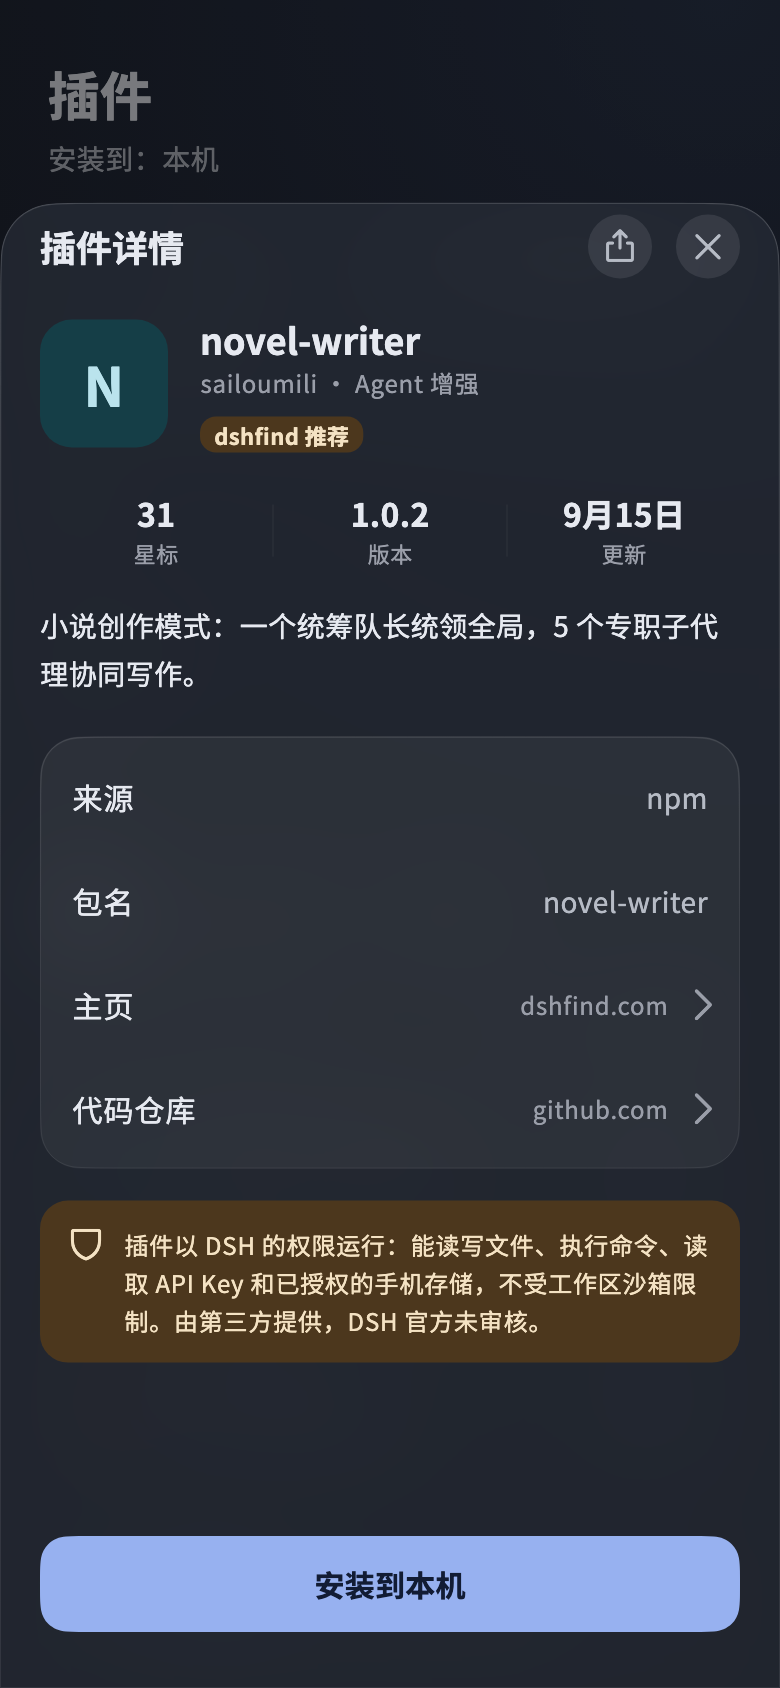 插件
安装到：本机
插件详情
N
novel-writer
sailoumili • Agent 增强
dshfind 推荐
31
星标
1.0.2
版本
9月15日
更新
小说创作模式：一个统筹队长统领全局，5 个专职子代
理协同写作。
来源
npm
包名
novel-writer
主页
dshfind.com
代码仓库
github.com
插件以 DSH 的权限运行：能读写文件、执行命令、读
取 API Key 和已授权的手机存储，不受工作区沙箱限
制。由第三方提供，DSH 官方未审核。
安装到本机